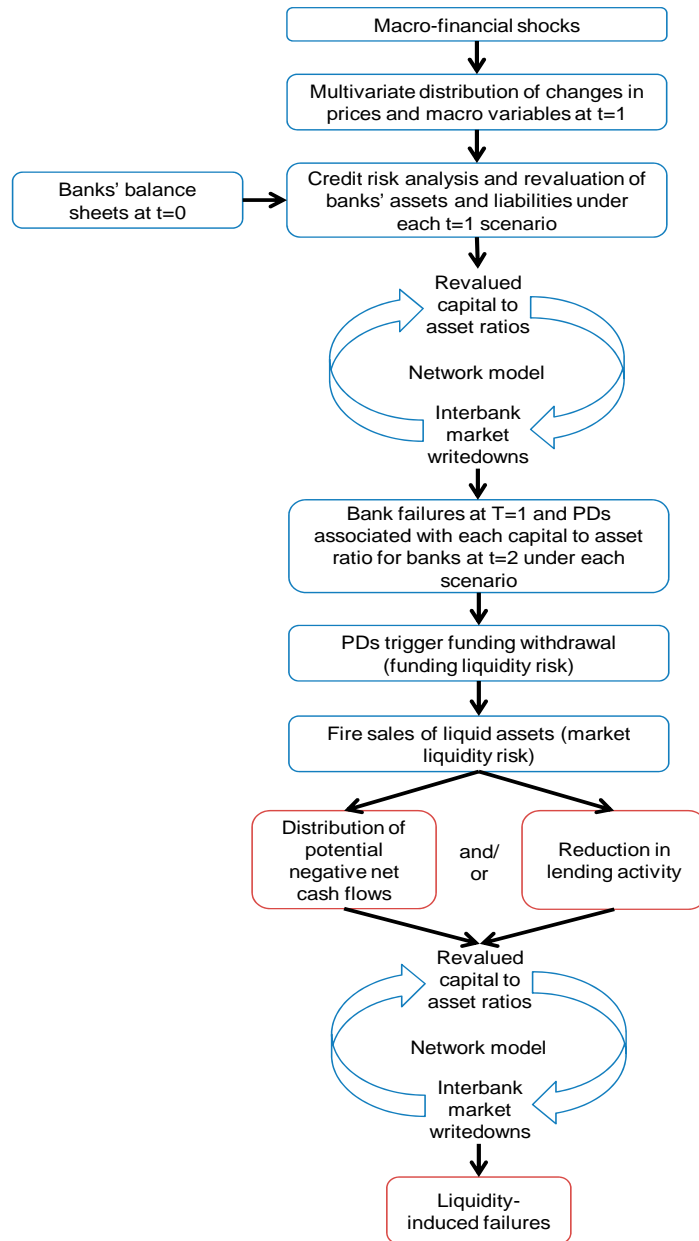 Macro-financial shocks
Multivariate distribution of changes in
prices and macro variables at t=1
Banks’ balance
sheets at t=0
Credit risk analysis and revaluation of
banks’ assets and liabilities under
each t=1 scenario
Revalued
capital to
asset ratios
Network model
Interbank
market
writedowns
Bank failures at T=1 and PDs
associated with each capital to asset
ratio for banks at t=2 under each
scenario
PDs trigger funding withdrawal
(funding liquidity risk)
Fire sales of liquid assets (market
liquidity risk)
Distribution of
potential
negative net
cash flows
and/
or
Reduction in
lending activity
Revalued
capital to
asset ratios
Network model
Interbank
market
writedowns
Liquidity-
induced failures